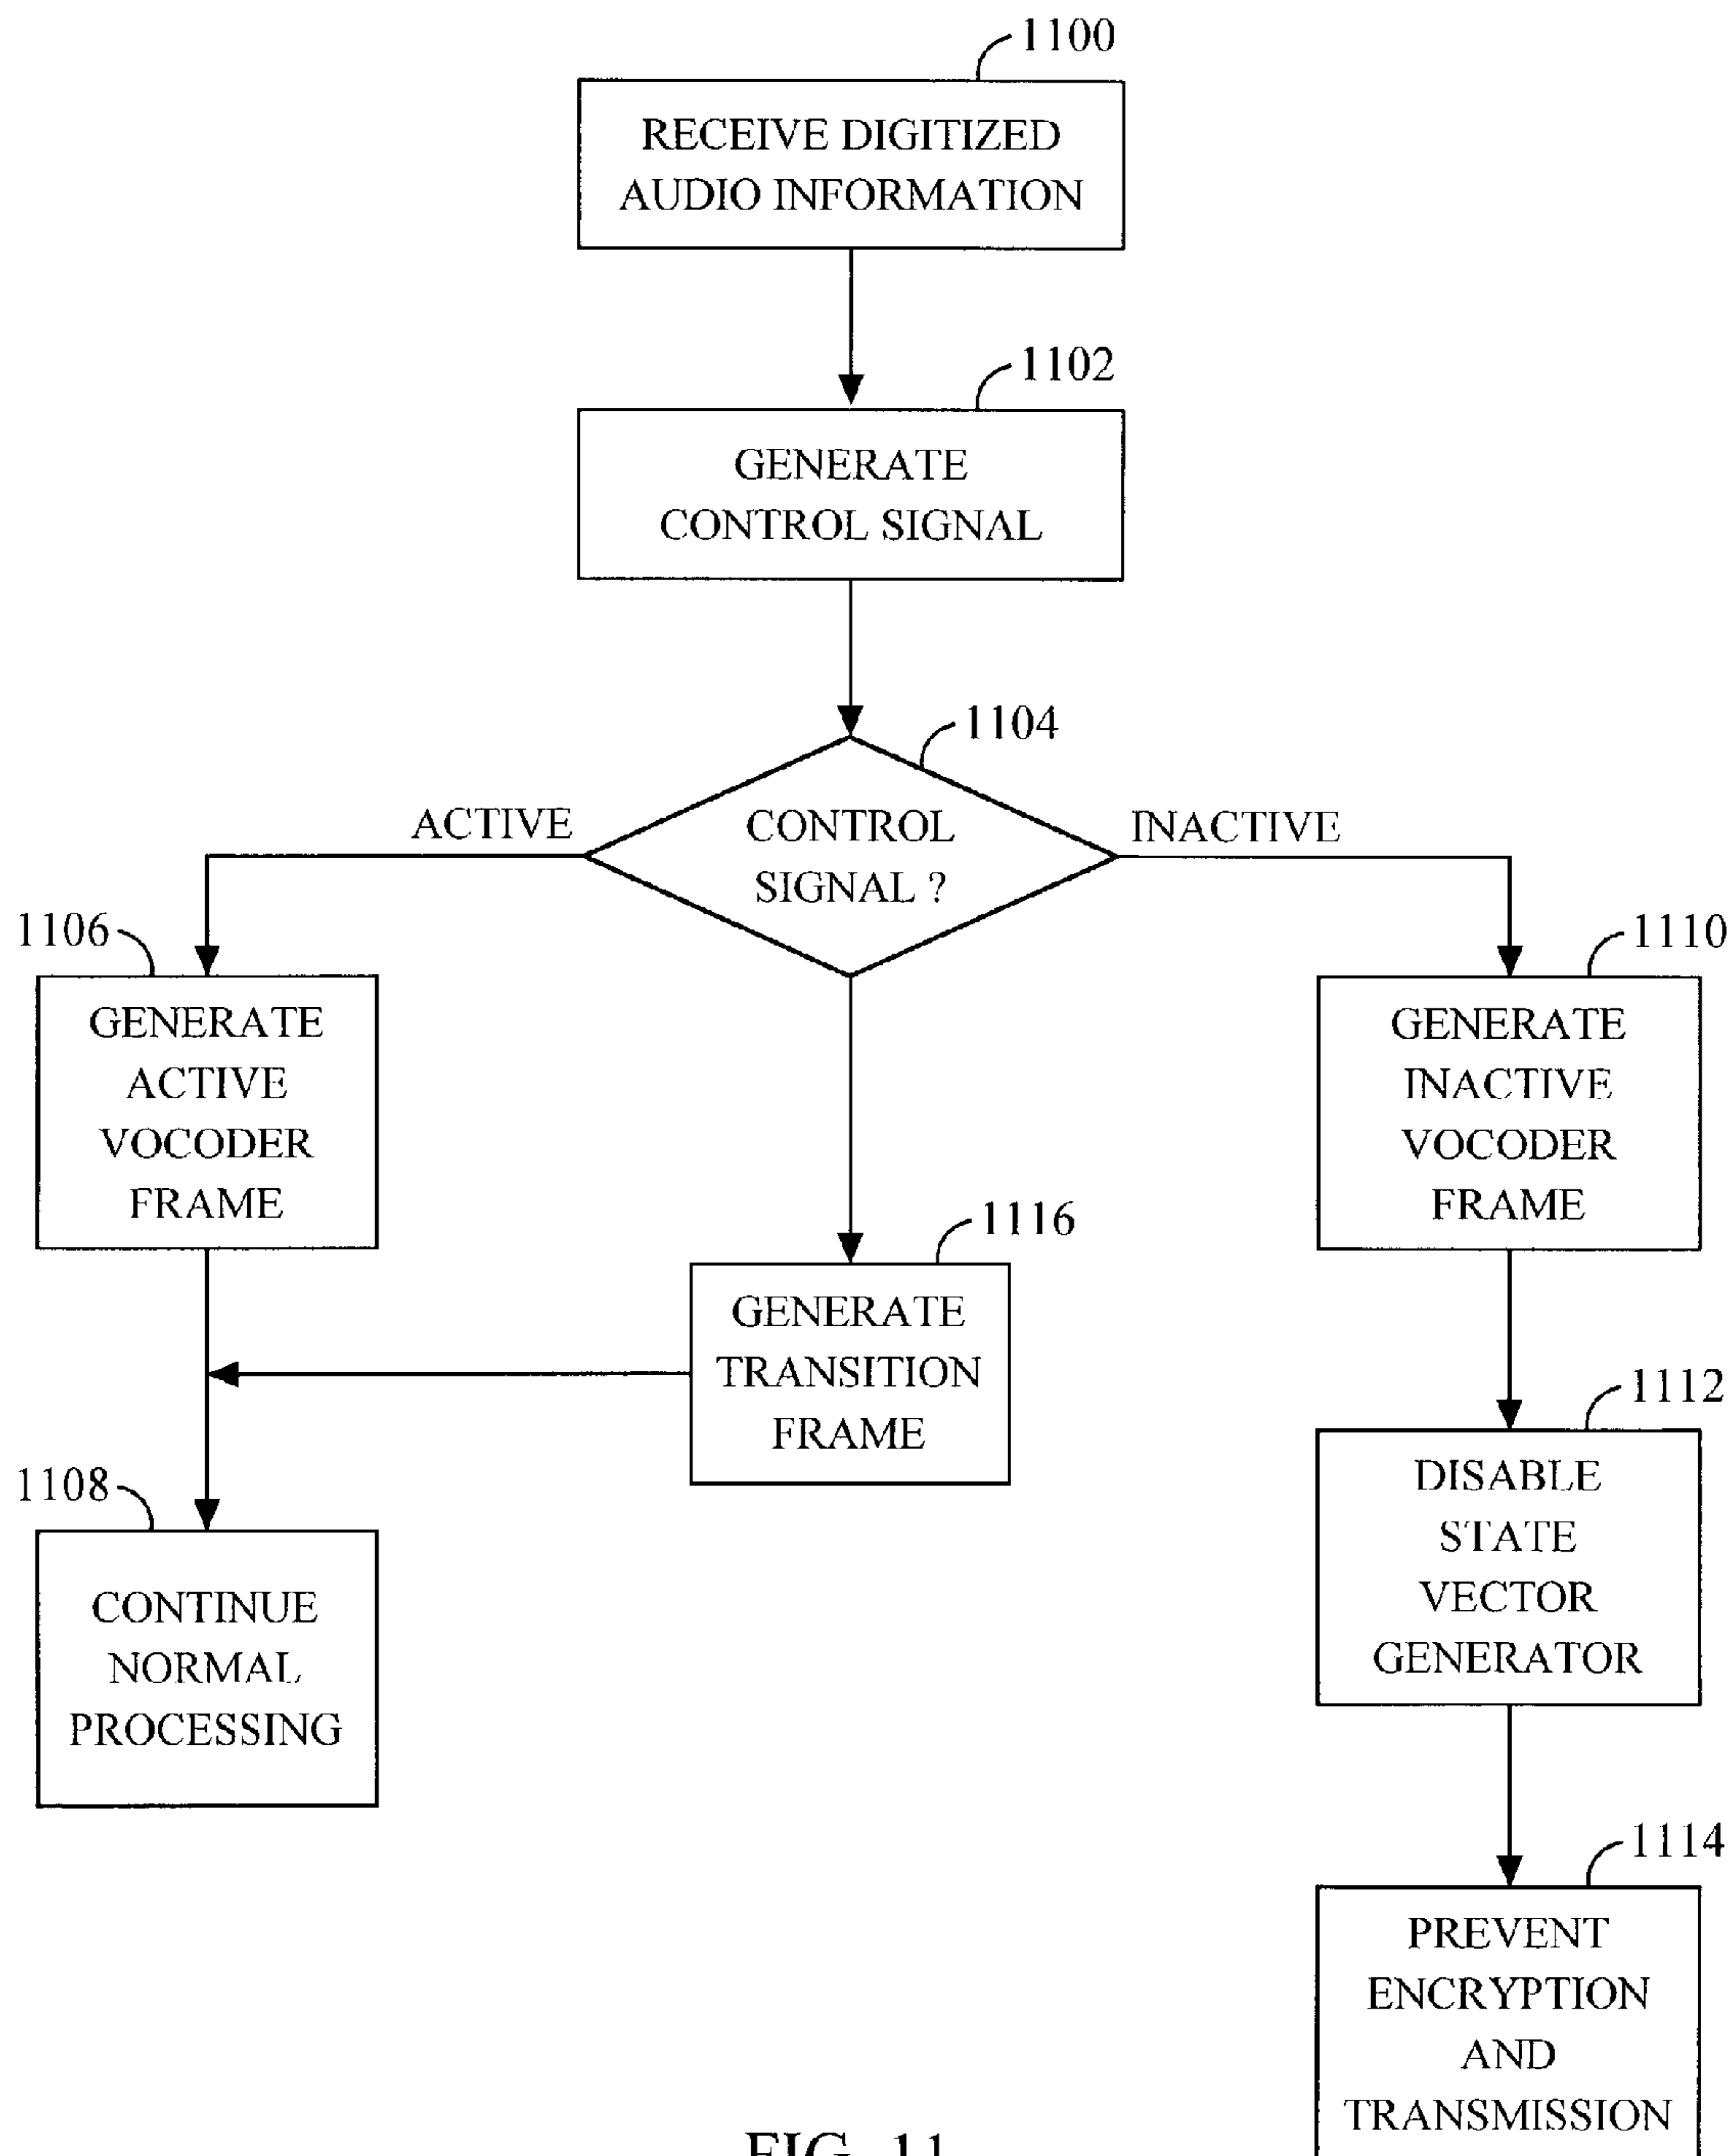 1100
RECEIVE DIGITIZED
AUDIO INFORMATION
1102
GENERATE
CONTROL SIGNAL
1104
CONTROL
SIGNAL ?
ACTIVE
INACTIVE
1106
GENERATE
ACTIVE
VOCODER
FRAME
1110
GENERATE
INACTIVE
VOCODER
FRAME
1116
GENERATE
TRANSITION
FRAME
1108
CONTINUE
NORMAL
PROCESSING
1112
DISABLE
STATE
VECTOR
GENERATOR
1114
PREVENT
ENCRYPTION
AND
TRANSMISSION
FIG. 11